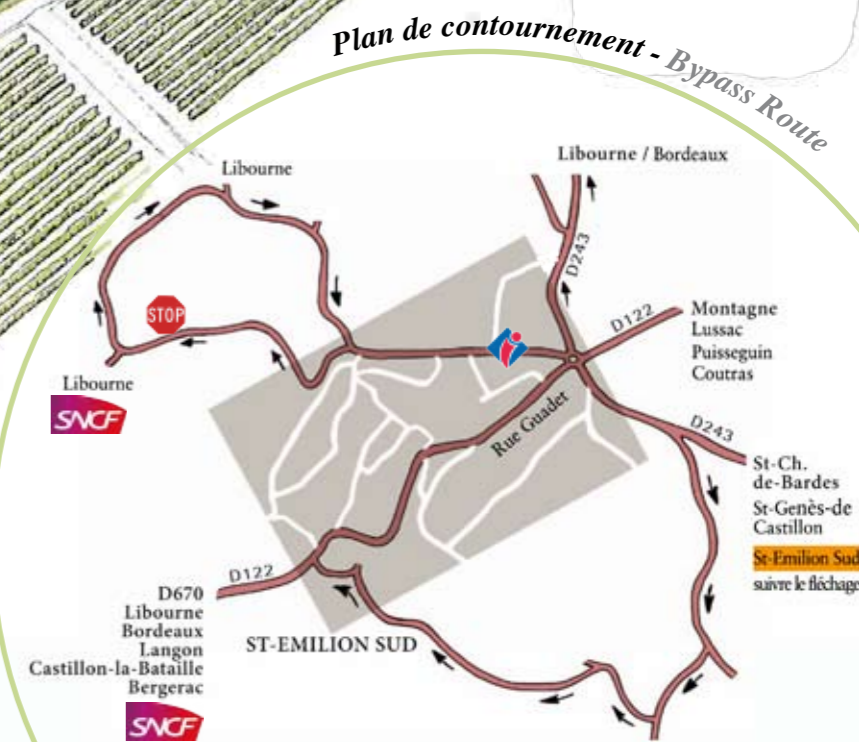 Plan de contournement - Bypass Route
Libourne
Libourne / Bordeaux
D243
STOP
D122
Montagne
Lussac
Puisseguin
Coutras
Libourne
SNCF
Rue Guadet
D243
St-Ch.
de-Bardes
St-Genès-de
Castillon
St-Emilion Sud
suivre le fléchage
D122
D670
Libourne
Bordeaux
Langon
Castillon-la-Bataille
Bergerac
SNCF
ST-EMILION SUD